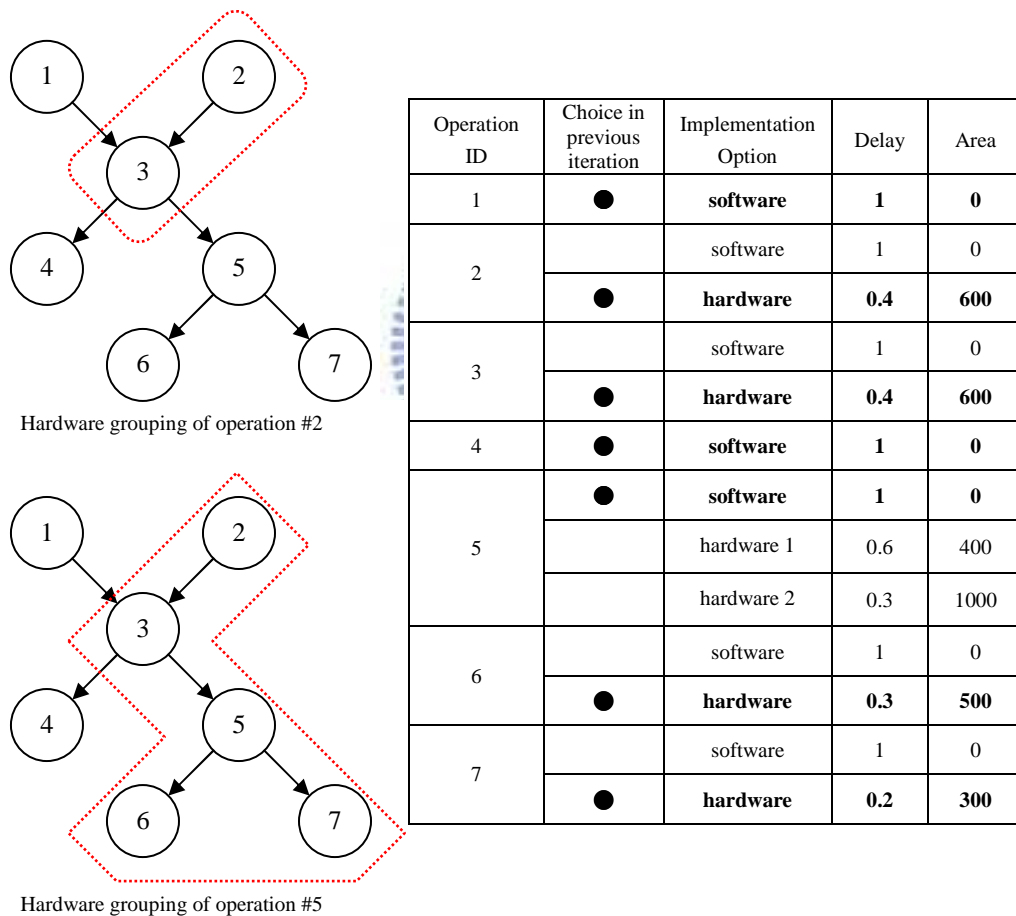 1
2
3
4
5
6
7
Hardware grouping of operation #2
1
2
3
4
5
6
7
Hardware grouping of operation #5
Operation ID	Choice in previous iteration	Implementation Option	Delay	Area
1	●	software	1	0
2		software	1	0
●	hardware	0.4	600
3		software	1	0
●	hardware	0.4	600
4	●	software	1	0
5	●	software	1	0
hardware 1	0.6	400
hardware 2	0.3	1000
6		software	1	0
●	hardware	0.3	500
7		software	1	0
●	hardware	0.2	300